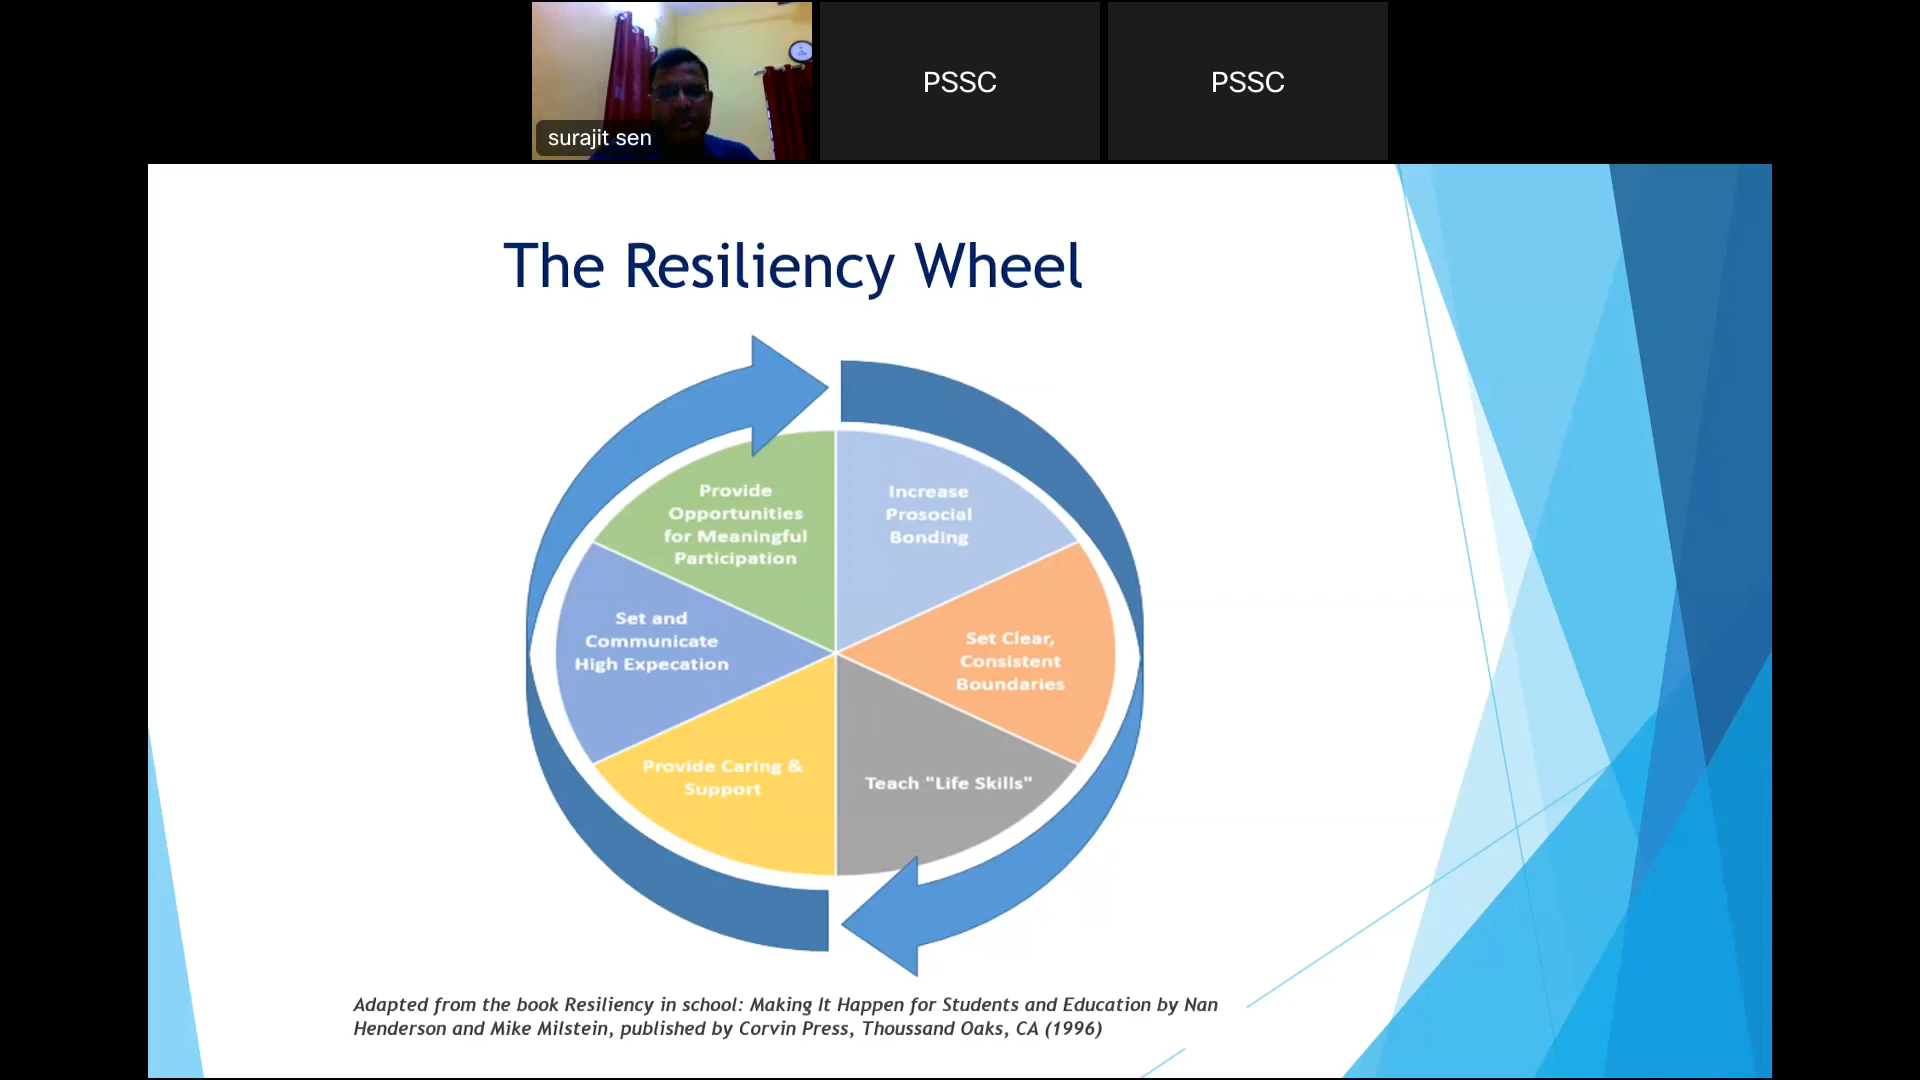 surajit sen
PSSC
PSSC
The Resiliency Wheel
Provide
Opportunities
for Meaningful
Participation
Increase
Prosocial
Bonding
Set and
Communicate
High Expecation
Set Clear,
Consistent
Boundaries
Provide Caring &
Support
Teach "Life Skills"
Adapted from the book Resiliency in school: Making It Happen for Students and Education by Nan
Henderson and Mike Milstein, published by Corvin Press, Thoussand Oaks, CA (1996)